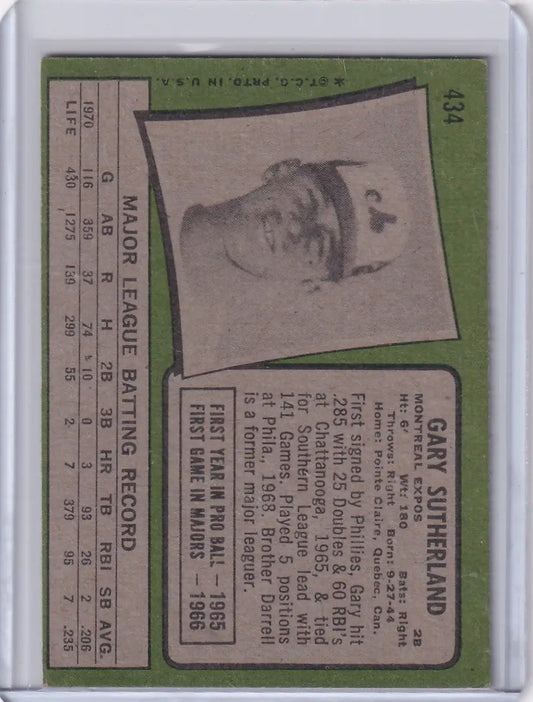 434
GARY SUTHERLAND
MONTREAL EXPOS 2B
Ht: 6' Wt: 180 Bats: Right
Throws: Right Born: 9-27-44
Home: Pointe Claire, Quebec, Can.
First signed by Phillies, Gary hit
.285 with 25 Doubles & 60 RBI's
at Chattanooga, 1965, & tied
for Southern League lead with
141 Games. Played 5 positions
at Phila., 1968. Brother Darrell
is a former major leaguer.
FIRST YEAR IN PRO BALL — 1965
FIRST GAME IN MAJORS — 1966
MAJOR LEAGUE BATTING RECORD
G AB R H 2B 3B HR TB RBI SB AVG.
1970 116 359 37 74 10 0 3 93 26 2 .206
LIFE 430 1275 139 299 55 2 7 379 95 7 .235
* ©T.C.G. PRTD. IN U.S.A.